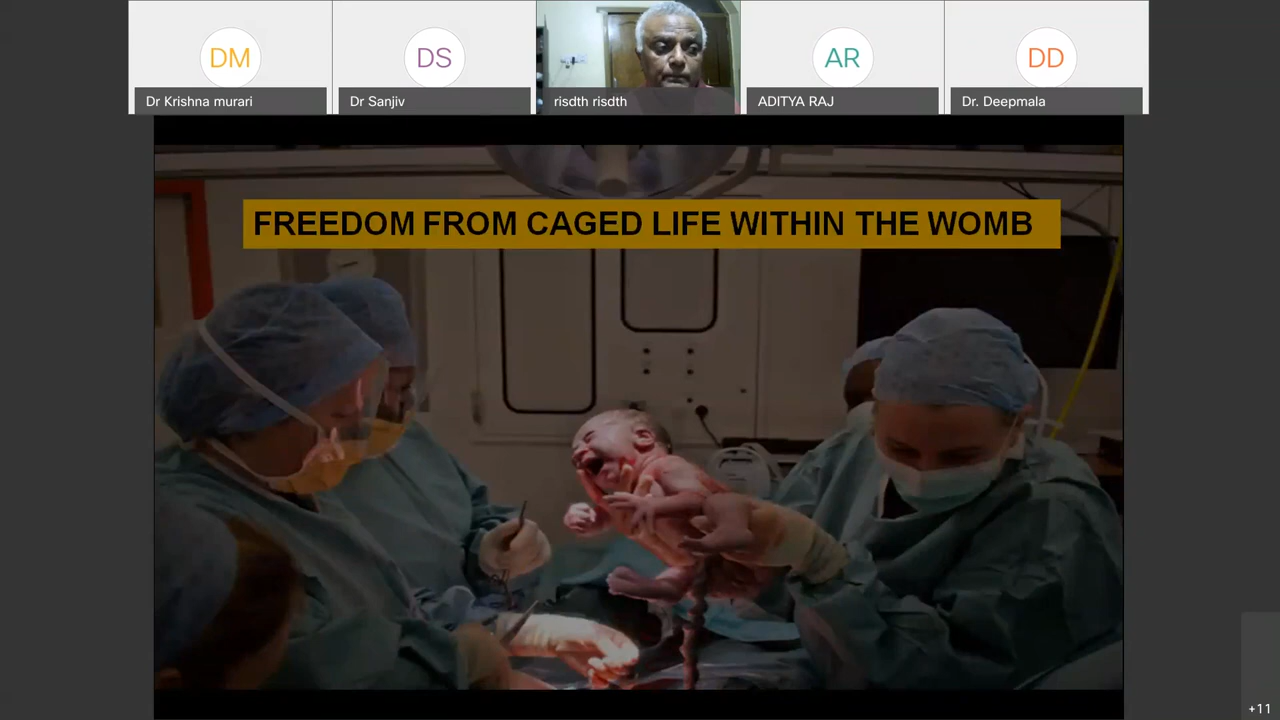 DM
DS
AR
DD
Dr Krishna murari
Dr Sanjiv
risdth risdth
ADITYA RAJ
Dr. Deepmala
FREEDOM FROM CAGED LIFE WITHIN THE WOMB
+11